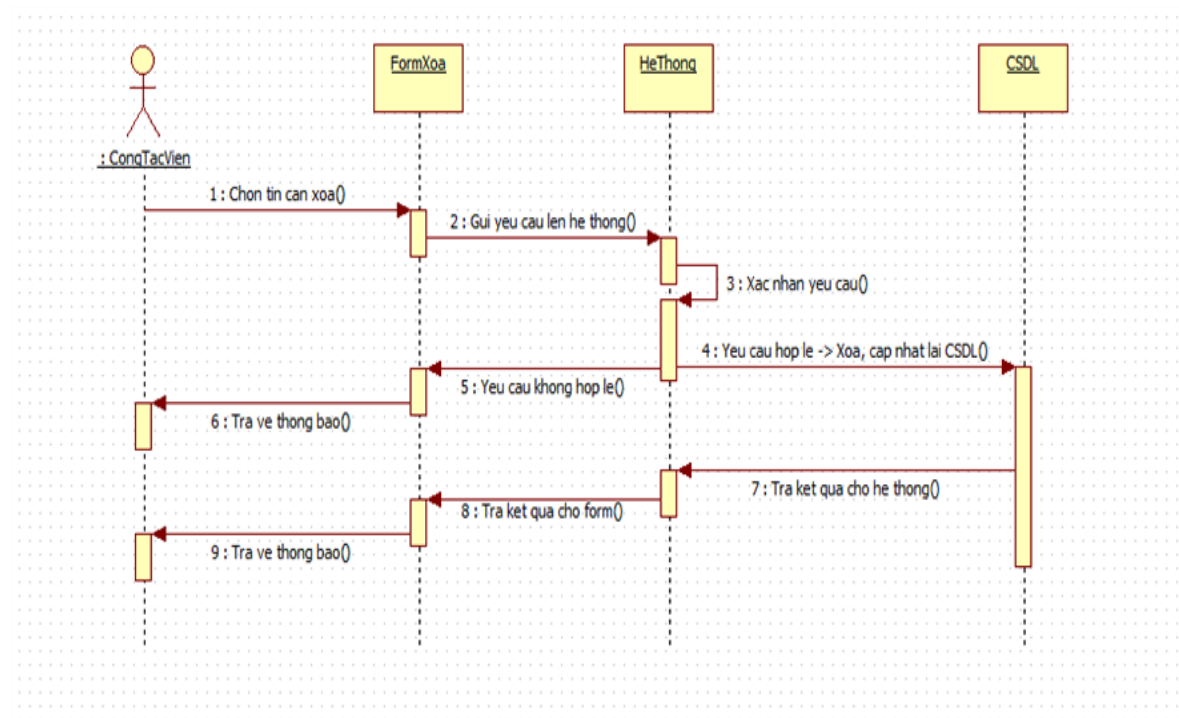 FormXoa
HeThong
CSDL
: CongTacVien
1 : Chon tin can xoa()
2 : Gui yeu cau len he thong()
3 : Xac nhan yeu cau()
4 : Yeu cau hop le -> Xoa, cap nhat lai CSDL()
5 : Yeu cau khong hop le()
6 : Tra ve thong bao()
7 : Tra ket qua cho he thong()
8 : Tra ket qua cho form()
9 : Tra ve thong bao()